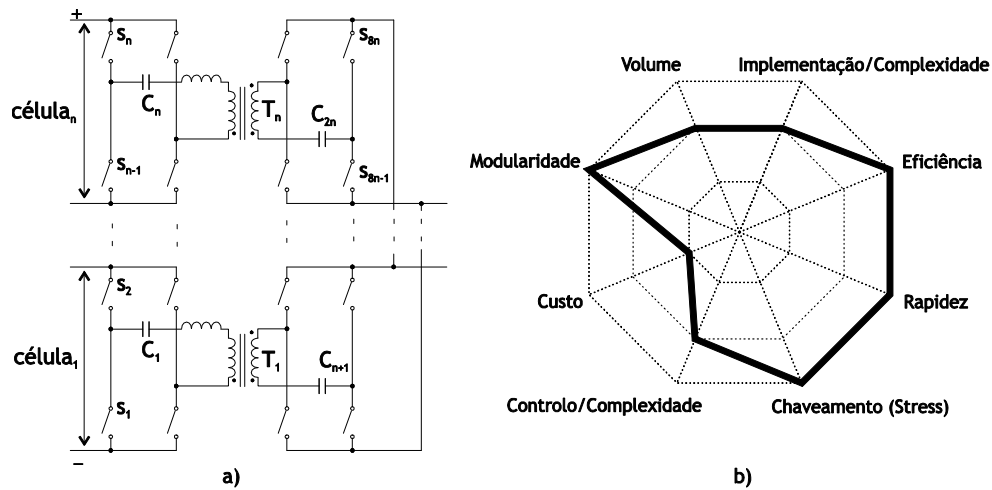 +
Sn
S8n
célulan
Cn
Tn
C2n
Sn-1
S8n-1
S2
célula1
C1
T1
Cn+1
S1
–
a)
Volume
Implementação/Complexidade
Modularidade
Eficiência
Custo
Rapidez
Controlo/Complexidade
Chaveamento (Stress)
b)